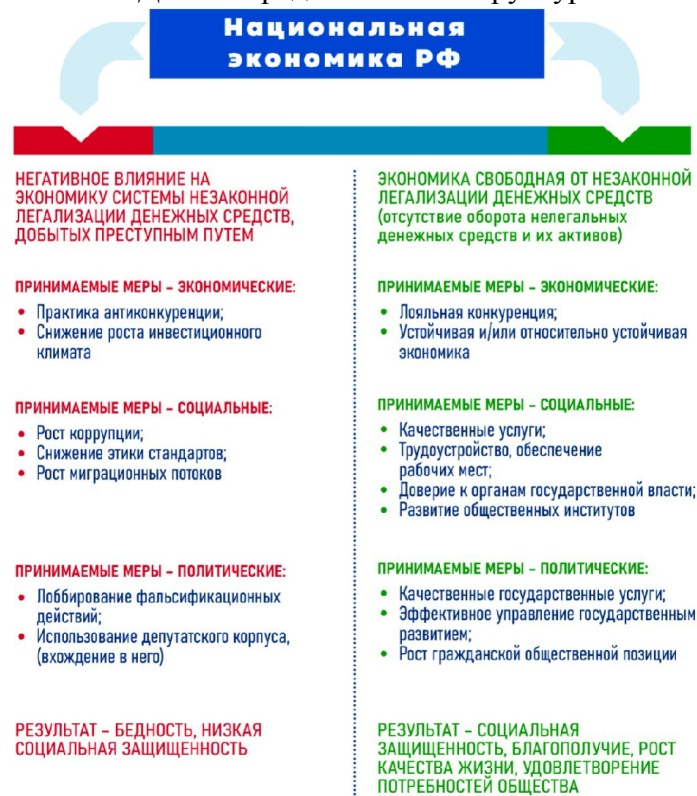 Национальная
экономика РФ
НЕГАТИВНОЕ ВЛИЯНИЕ НА
ЭКОНОМИКУ СИСТЕМЫ НЕЗАКОННОЙ
ЛЕГАЛИЗАЦИИ ДЕНЕЖНЫХ СРЕДСТВ,
ДОБЫТЫХ ПРЕСТУПНЫМ ПУТЕМ
ПРИНИМАЕМЫЕ МЕРЫ – ЭКОНОМИЧЕСКИЕ:
• Практика антиконкуренции;
• Снижение роста инвестиционного
климата
ПРИНИМАЕМЫЕ МЕРЫ – СОЦИАЛЬНЫЕ:
• Рост коррупции;
• Снижение этики стандартов;
• Рост миграционных потоков
ПРИНИМАЕМЫЕ МЕРЫ – ПОЛИТИЧЕСКИЕ:
• Лоббирование фальсификационных
действий;
• Использование депутатского корпуса,
(вхождение в него)
РЕЗУЛЬТАТ – БЕДНОСТЬ, НИЗКАЯ
СОЦИАЛЬНАЯ ЗАЩИЩЕННОСТЬ
ЭКОНОМИКА СВОБОДНАЯ ОТ НЕЗАКОННОЙ
ЛЕГАЛИЗАЦИИ ДЕНЕЖНЫХ СРЕДСТВ
(отсутствие оборота нелегальных
денежных средств и их активов)
ПРИНИМАЕМЫЕ МЕРЫ – ЭКОНОМИЧЕСКИЕ:
• Лояльная конкуренция;
• Устойчивая и/или относительно устойчивая
экономика
ПРИНИМАЕМЫЕ МЕРЫ – СОЦИАЛЬНЫЕ:
• Качественные услуги;
• Трудоустройство, обеспечение
рабочих мест;
• Доверие к органам государственной власти;
• Развитие общественных институтов
ПРИНИМАЕМЫЕ МЕРЫ – ПОЛИТИЧЕСКИЕ:
• Качественные государственные услуги;
• Эффективное управление государственным
развитием;
• Рост гражданской общественной позиции
РЕЗУЛЬТАТ – СОЦИАЛЬНАЯ
ЗАЩИЩЕННОСТЬ, БЛАГОПОЛУЧИЕ, РОСТ
КАЧЕСТВА ЖИЗНИ, УДОВЛЕТВОРЕНИЕ
ПОТРЕБНОСТЕЙ ОБЩЕСТВА